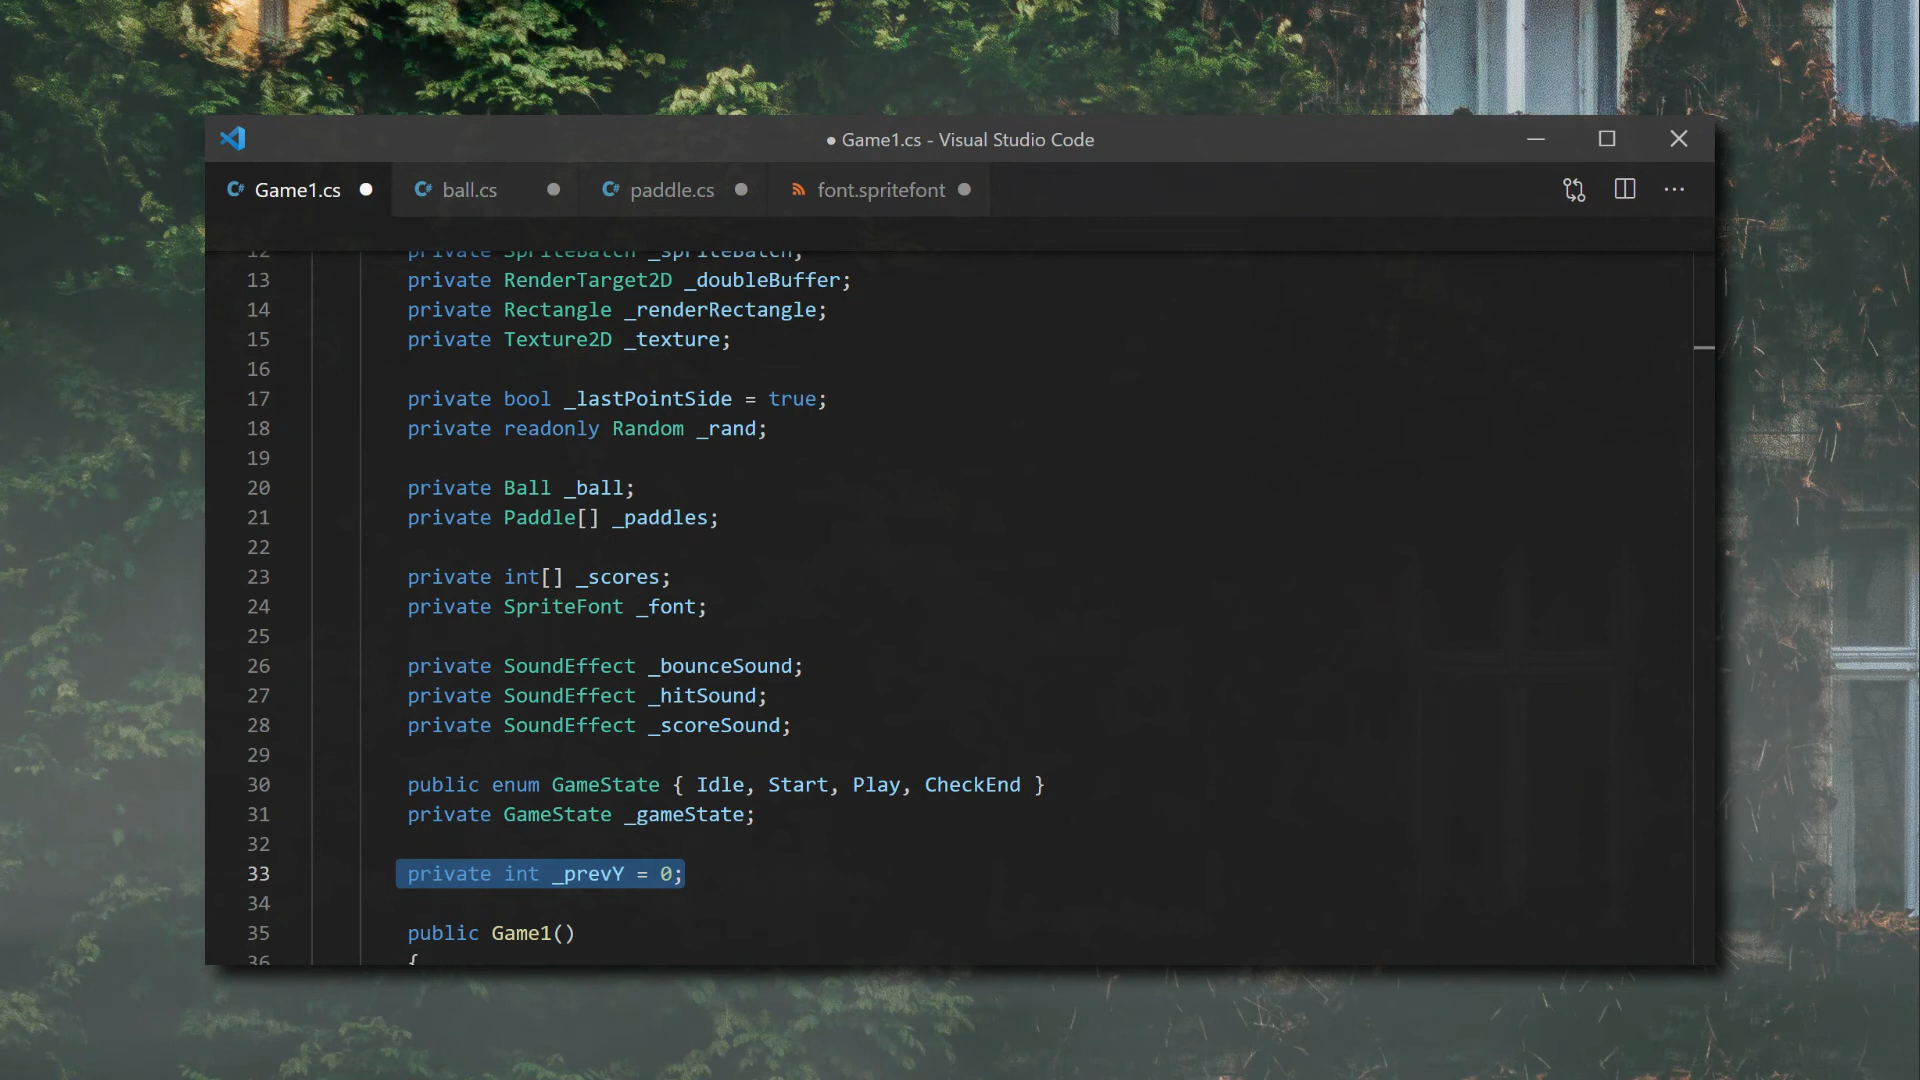 ● Game1.cs - Visual Studio Code
C# Game1.cs ● C# ball.cs ● C# paddle.cs ● font.spritefont ●
12 private SpriteBatch _spriteBatch;
13 private RenderTarget2D _doubleBuffer;
14 private Rectangle _renderRectangle;
15 private Texture2D _texture;
16
17 private bool _lastPointSide = true;
18 private readonly Random _rand;
19
20 private Ball _ball;
21 private Paddle[] _paddles;
22
23 private int[] _scores;
24 private SpriteFont _font;
25
26 private SoundEffect _bounceSound;
27 private SoundEffect _hitSound;
28 private SoundEffect _scoreSound;
29
30 public enum GameState { Idle, Start, Play, CheckEnd }
31 private GameState _gameState;
32
33 private int _prevY = 0;
34
35 public Game1()
36 {